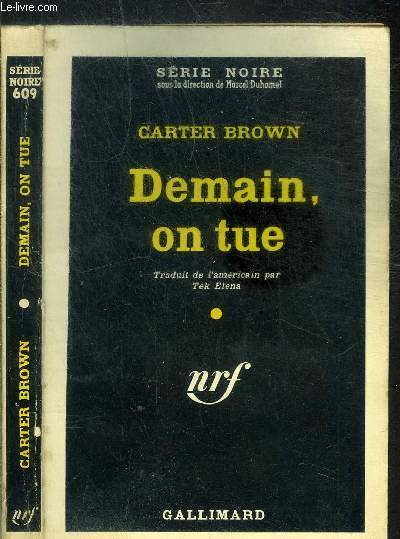 www.le-livre.com
SÉRIE
NOIRE
609
DEMAIN, ON TUE
CARTER BROWN
nrf
SÉRIE NOIRE
sous la direction de Marcel Duhamel
CARTER BROWN
Demain,
on tue
Traduit de l'américain par
Tek Elena
nrf
GALLIMARD